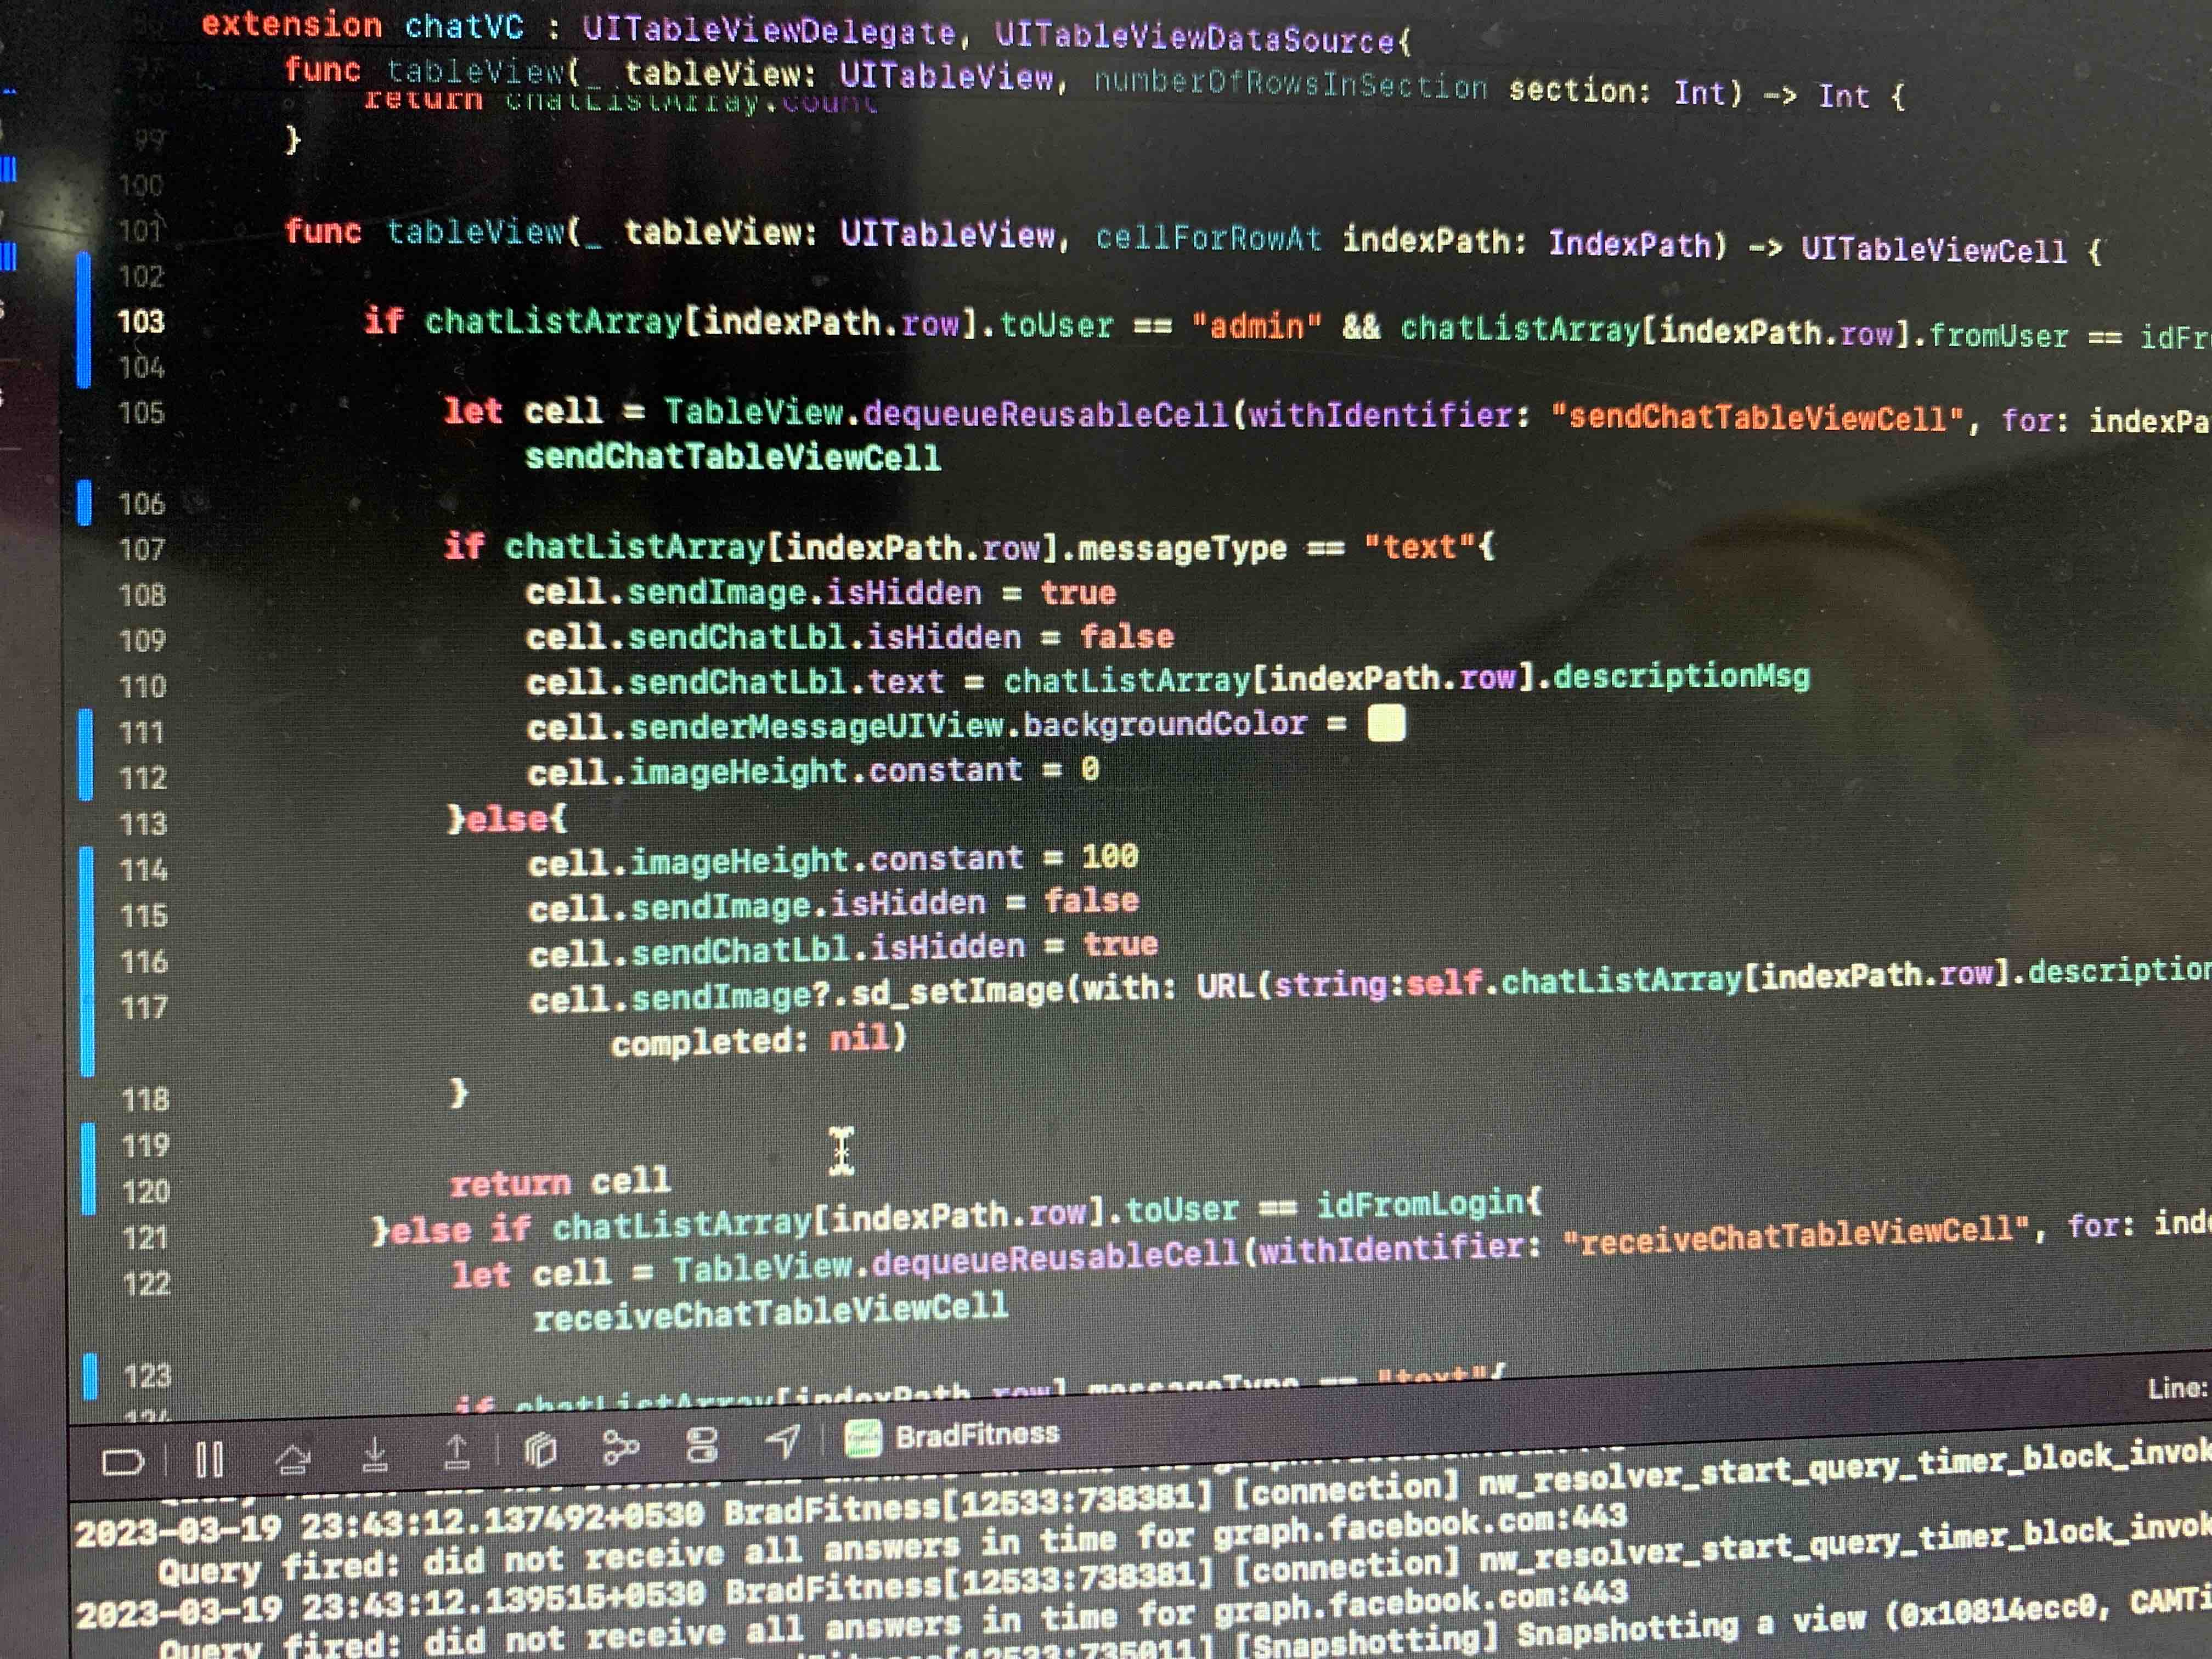 extension chatVC : UITableViewDelegate, UITableViewDataSource{
func tableView(_ tableView: UITableView, numberOfRowsInSection section: Int) -> Int {
return chatListArray.count
99 }
100
101 func tableView(_ tableView: UITableView, cellForRowAt indexPath: IndexPath) -> UITableViewCell {
102
103 if chatListArray[indexPath.row].toUser == "admin" && chatListArray[indexPath.row].fromUser == idFr
104
105 let cell = TableView.dequeueReusableCell(withIdentifier: "sendChatTableViewCell", for: indexPa
sendChatTableViewCell
106
107 if chatListArray[indexPath.row].messageType == "text"{
108 cell.sendImage.isHidden = true
109 cell.sendChatLbl.isHidden = false
110 cell.sendChatLbl.text = chatListArray[indexPath.row].descriptionMsg
111 cell.senderMessageUIView.backgroundColor =
112 cell.imageHeight.constant = 0
113 }else{
114 cell.imageHeight.constant = 100
115 cell.sendImage.isHidden = false
116 cell.sendChatLbl.isHidden = true
117 cell.sendImage?.sd_setImage(with: URL(string:self.chatListArray[indexPath.row].description
completed: nil)
118 }
119
120 return cell
121 }else if chatListArray[indexPath.row].toUser == idFromLogin{
122 let cell = TableView.dequeueReusableCell(withIdentifier: "receiveChatTableViewCell", for: ind
receiveChatTableViewCell
123
if chatListArray[indexPath.row].messageType == "text"{
Line:
BradFitness
2023-03-19 23:43:12.137492+0530 BradFitness[12533:738381] [connection] nw_resolver_start_query_timer_block_invok
Query fired: did not receive all answers in time for graph.facebook.com:443
2023-03-19 23:43:12.139515+0530 BradFitness[12533:738381] [connection] nw_resolver_start_query_timer_block_invok
Query fired: did not receive all answers in time for graph.facebook.com:443
[Snapshotting] Snapshotting a view (0x10814ecc0, CAMTi